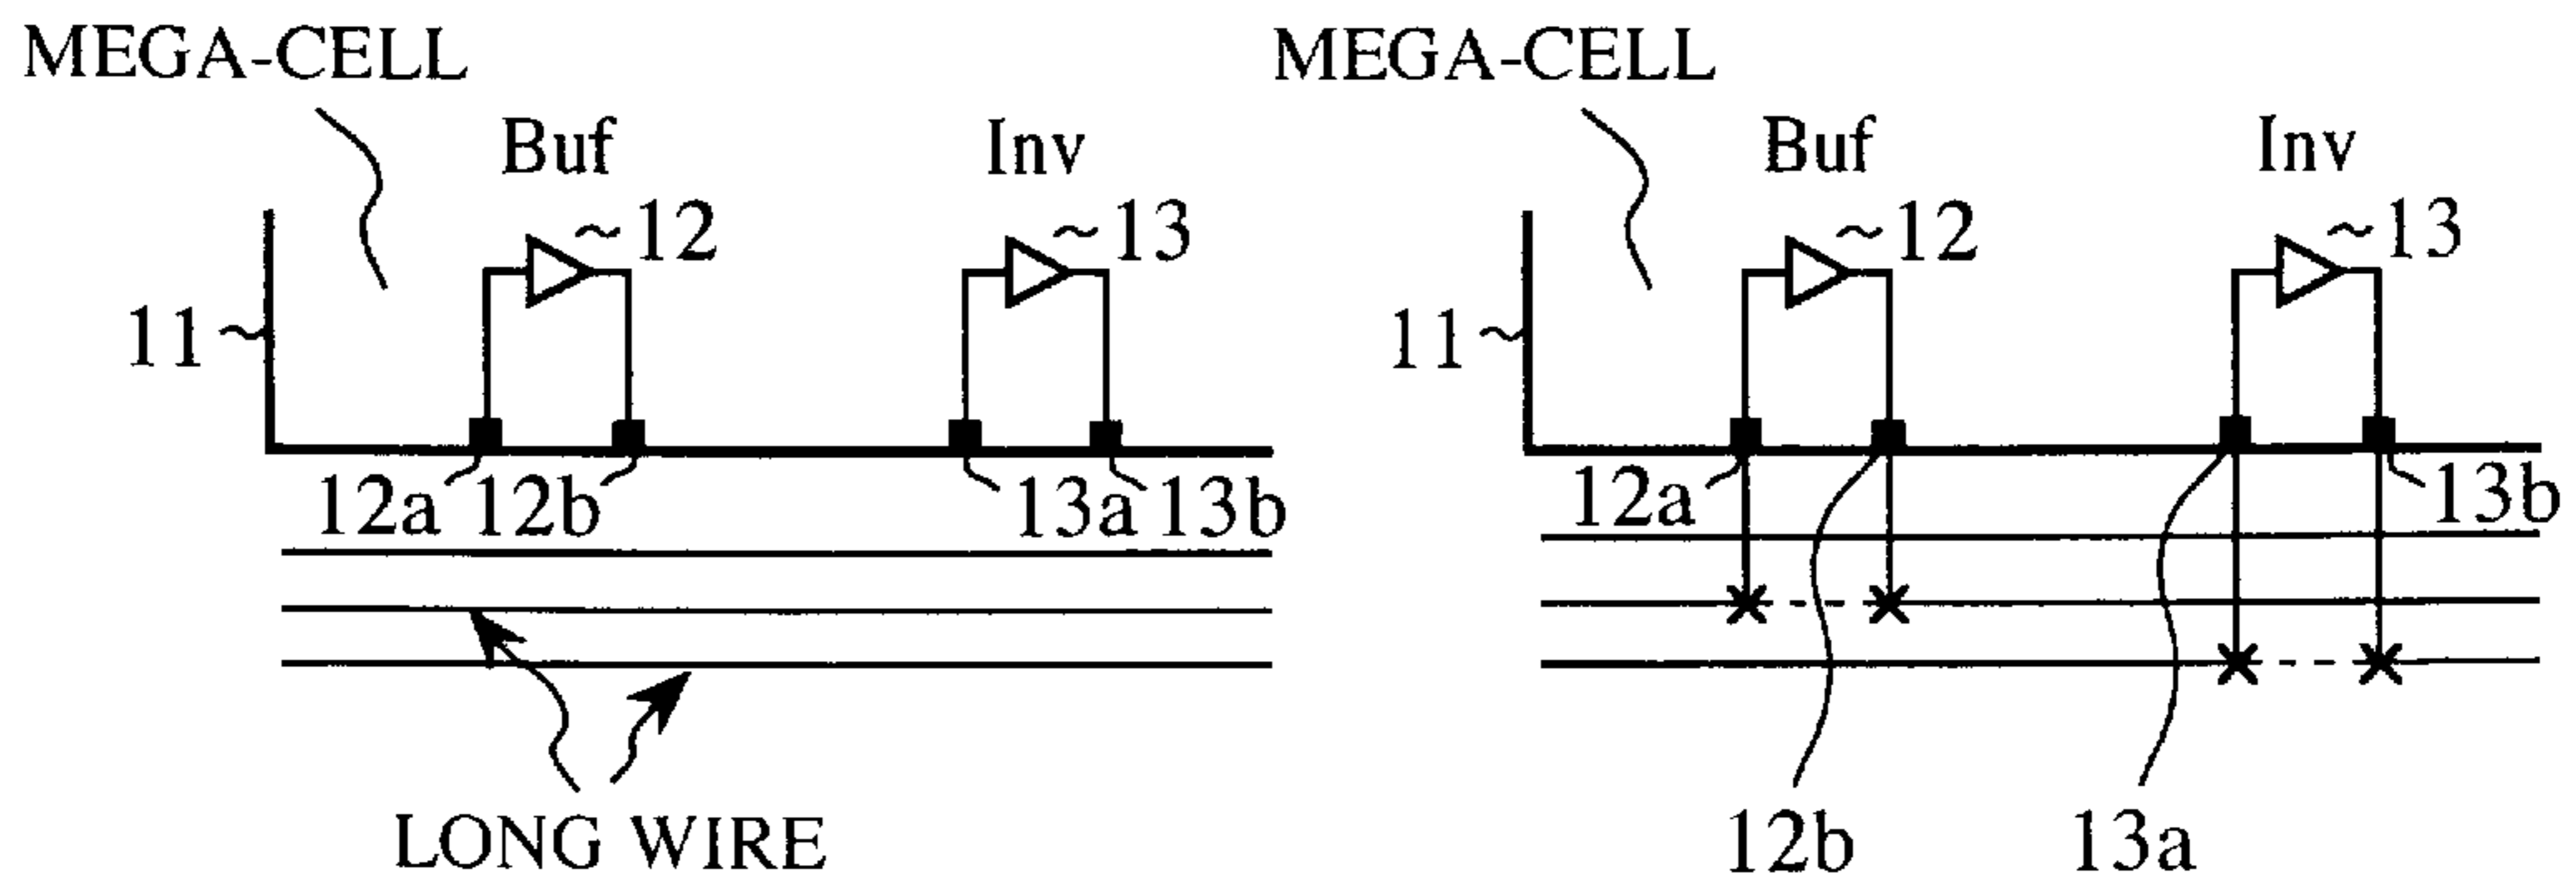 MEGA-CELL MEGA-CELL
Buf Inv Buf Inv
12 13 12 13
11 11
12a 12b 13a 13b 12a 13b
LONG WIRE 12b 13a